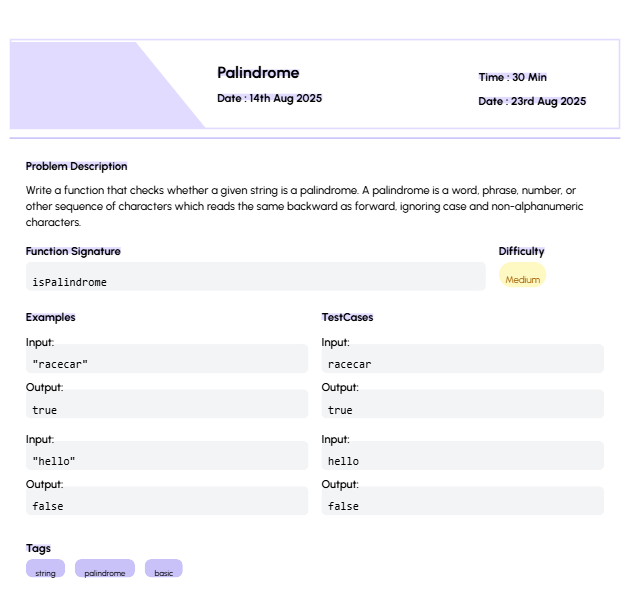 Palindrome
Time : 30 Min
Date : 14th Aug 2025
Date : 23rd Aug 2025
Problem Description
Write a function that checks whether a given string is a palindrome. A palindrome is a word, phrase, number, or
other sequence of characters which reads the same backward as forward, ignoring case and non-alphanumeric
characters.
Function Signature
Difficulty
isPalindrome
Medium
Examples
Input:
"racecar"
Output:
true
Input:
"hello"
Output:
false
TestCases
Input:
racecar
Output:
true
Input:
hello
Output:
false
Tags
string palindrome basic